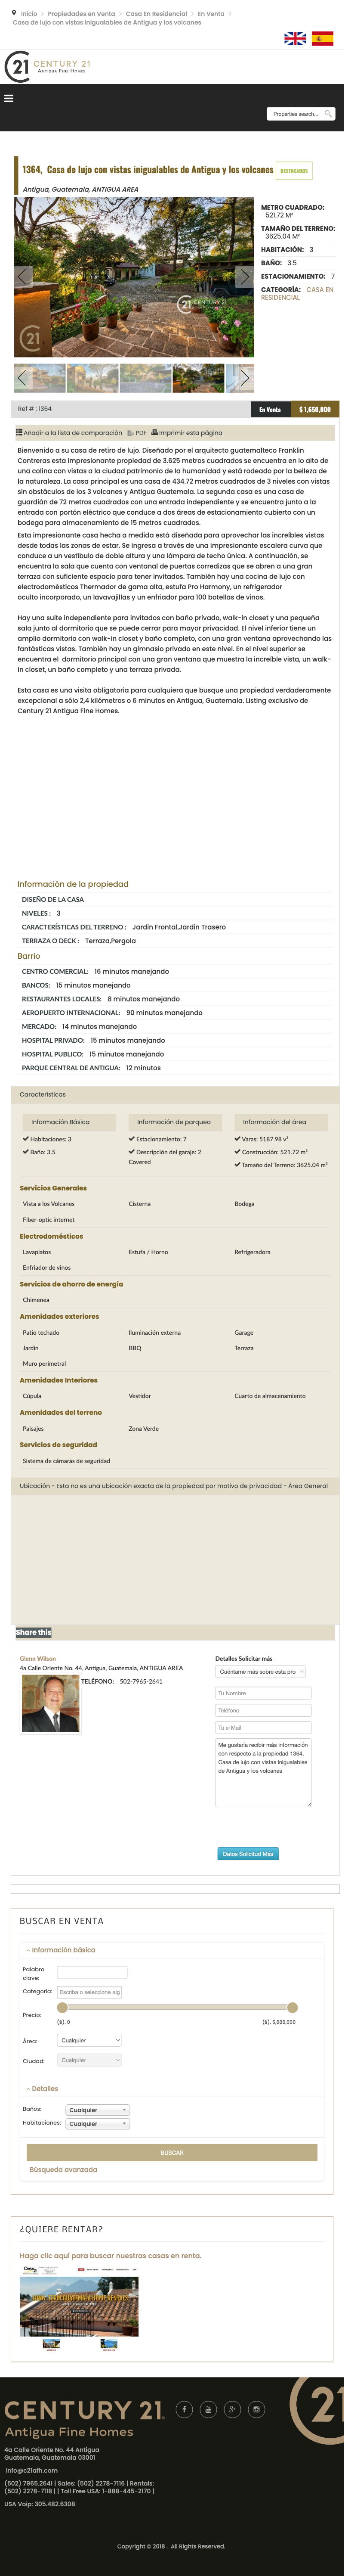 Inicio > Propiedades en Venta > Casa En Residencial > En Venta >
Casa de lujo con vistas inigualables de Antigua y los volcanes
CENTURY 21
ANTIGUA FINE HOMES
Properties search...
1364, Casa de lujo con vistas inigualables de Antigua y los volcanes DESTACADOS
Antigua, Guatemala, ANTIGUA AREA
METRO CUADRADO:
521.72 M²
TAMAÑO DEL TERRENO:
3625.04 M²
HABITACIÓN: 3
BAÑO: 3.5
ESTACIONAMIENTO: 7
CATEGORÍA: CASA EN
RESIDENCIAL
CENTURY 21
Ref # : 1364
En Venta
$ 1,650,000
Añadir a la lista de comparación PDF Imprimir esta página
Bienvenido a su casa de retiro de lujo. Diseñado por el arquitecto guatemalteco Franklin
Contreras esta impresionante propiedad de 3.625 metros cuadrados se encuentra en lo alto de
una colina con vistas a la ciudad patrimonio de la humanidad y está rodeado por la belleza de
la naturaleza. La casa principal es una casa de 434.72 metros cuadrados de 3 niveles con vistas
sin obstáculos de los 3 volcanes y Antigua Guatemala. La segunda casa es una casa de
guardián de 72 metros cuadrados con una entrada independiente y se encuentra en la entrada
con portón eléctrico que conduce a dos áreas de estacionamiento cubierto con un
bodega para almacenamiento de 15 metros cuadrados.
Esta impresionante casa hecha a medida está diseñada para aprovechar las increíbles vistas
desde todas las zonas de estar. Se ingresa a través de una impresionante escalera curva que
conduce a un vestíbulo de doble altura y una lámpara de techo única. A continuación, se
encuentra la sala que cuenta con un ventanal de puertas corredizas que se abren a una gran
terraza con suficiente espacio para tener invitados. También hay una cocina de lujo con
electrodomésticos Thermador de gama alta, estufa Pro Harmony, un refrigerador
oculto incorporado, un lavavajillas y un enfriador para 100 botellas de vinos.
Hay una suite independiente para invitados con baño privado, walk-in closet y una pequeña
sala junto al dormitorio que se puede cerrar para mayor privacidad. El nivel inferior tiene un
amplio dormitorio con walk-in closet y baño completo, con una gran ventana aprovechando las
fantásticas vistas. También hay un gimnasio privado en este nivel. En el nivel superior se
encuentra el dormitorio principal con una gran ventana que muestra la increíble vista, un walk-
in closet, un baño completo y una terraza privada.
Esta casa es una visita obligatoria para cualquiera que busque una propiedad verdaderamente
excepcional a sólo 2,4 kilómetros o 6 minutos en Antigua, Guatemala. Listing exclusivo de
Century 21 Antigua Fine Homes.
Información de la propiedad
DISEÑO DE LA CASA
NIVELES : 3
CARACTERÍSTICAS DEL TERRENO : Jardin Frontal,Jardin Trasero
TERRAZA O DECK : Terraza,Pergola
Barrio
CENTRO COMERCIAL: 16 minutos manejando
BANCOS: 15 minutos manejando
RESTAURANTES LOCALES: 8 minutos manejando
AEROPUERTO INTERNACIONAL: 90 minutos manejando
MERCADO: 14 minutos manejando
HOSPITAL PRIVADO: 15 minutos manejando
HOSPITAL PUBLICO: 15 minutos manejando
PARQUE CENTRAL DE ANTIGUA: 12 minutos
Características
Información Básica
Información de parqueo
Información del área
Habitaciones: 3
Estacionamiento: 7
Varas: 5187.98 v²
Baño: 3.5
Descripción del garaje: 2
Covered
Construcción: 521.72 m²
Tamaño del Terreno: 3625.04 m²
Servicios Generales
Vista a los Volcanes
Cisterna
Bodega
Fiber-optic internet
Electrodomésticos
Lavaplatos
Estufa / Horno
Refrigeradora
Enfriador de vinos
Servicios de ahorro de energía
Chimenea
Amenidades exteriores
Patio techado
Iluminación externa
Garage
Jardin
BBQ
Terraza
Muro perimetral
Amenidades Interiores
Cúpula
Vestidor
Cuarto de almacenamiento
Amenidades del terreno
Paisajes
Zona Verde
Servicios de seguridad
Sistema de cámaras de seguridad
Ubicación - Esta no es una ubicación exacta de la propiedad por motivo de privacidad - Área General
Share this
Glenn Wilson
4a Calle Oriente No. 44, Antigua, Guatemala, ANTIGUA AREA
TELÉFONO: 502-7965-2641
Detalles Solicitar más
Cuéntame más sobre esta pro
Tu Nombre
Teléfono
Tu e-Mail
Me gustaría recibir más información
con respecto a la propiedad 1364,
Casa de lujo con vistas inigualables
de Antigua y los volcanes
Datos Solicitud Más
BUSCAR EN VENTA
Información básica
Palabra
clave:
Categoría: Escriba o seleccione alg
Precio:
($). 0
($). 5,000,000
Área: Cualquier
Ciudad: Cualquier
Detalles
Baños: Cualquier
Habitaciones: Cualquier
BUSCAR
Búsqueda avanzada
¿QUIERE RENTAR?
Haga clic aquí para buscar nuestras casas en renta.
CENTURY 21
Antigua Fine Homes
21
4a Calle Oriente No. 44 Antigua
Guatemala, Guatemala 03001
info@c21afh.com
(502) 7965.2641 | Sales: (502) 2278-7116 | Rentals:
(502) 2278-7118 | | Toll Free USA: 1-888-445-2170 |
USA Voip: 305.482.6308
Copyright © 2018 . All Rights Reserved.